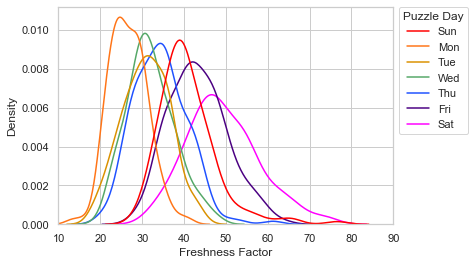 Puzzle Day
Sun
Mon
Tue
Wed
Thu
Fri
Sat
Density
0.010
0.008
0.006
0.004
0.002
0.000
10 20 30 40 50 60 70 80 90
Freshness Factor